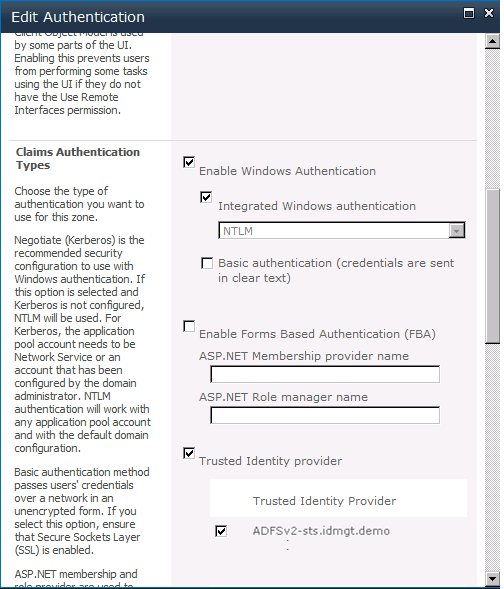 Edit Authentication
Client Object Model is used
by some parts of the UI.
Enabling this prevents users
from performing some tasks
using the UI if they do not
have the Use Remote
Interfaces permission.
Claims Authentication
Types
Choose the type of
authentication you want to
use for this zone.
Negotiate (Kerberos) is the
recommended security
configuration to use with
Windows authentication. If
this option is selected and
Kerberos is not configured,
NTLM will be used. For
Kerberos, the application
pool account needs to be
Network Service or an
account that has been
configured by the domain
administrator. NTLM
authentication will work with
any application pool account
and with the default domain
configuration.
Basic authentication method
passes users' credentials
over a network in an
unencrypted form. If you
select this option, ensure
that Secure Sockets Layer
(SSL) is enabled.
ASP.NET membership and
role provider are used to
Enable Windows Authentication
Integrated Windows authentication
NTLM
Basic authentication (credentials are sent
in clear text)
Enable Forms Based Authentication (FBA)
ASP.NET Membership provider name
ASP.NET Role manager name
Trusted Identity provider
Trusted Identity Provider
ADFSv2-sts.idmgt.demo